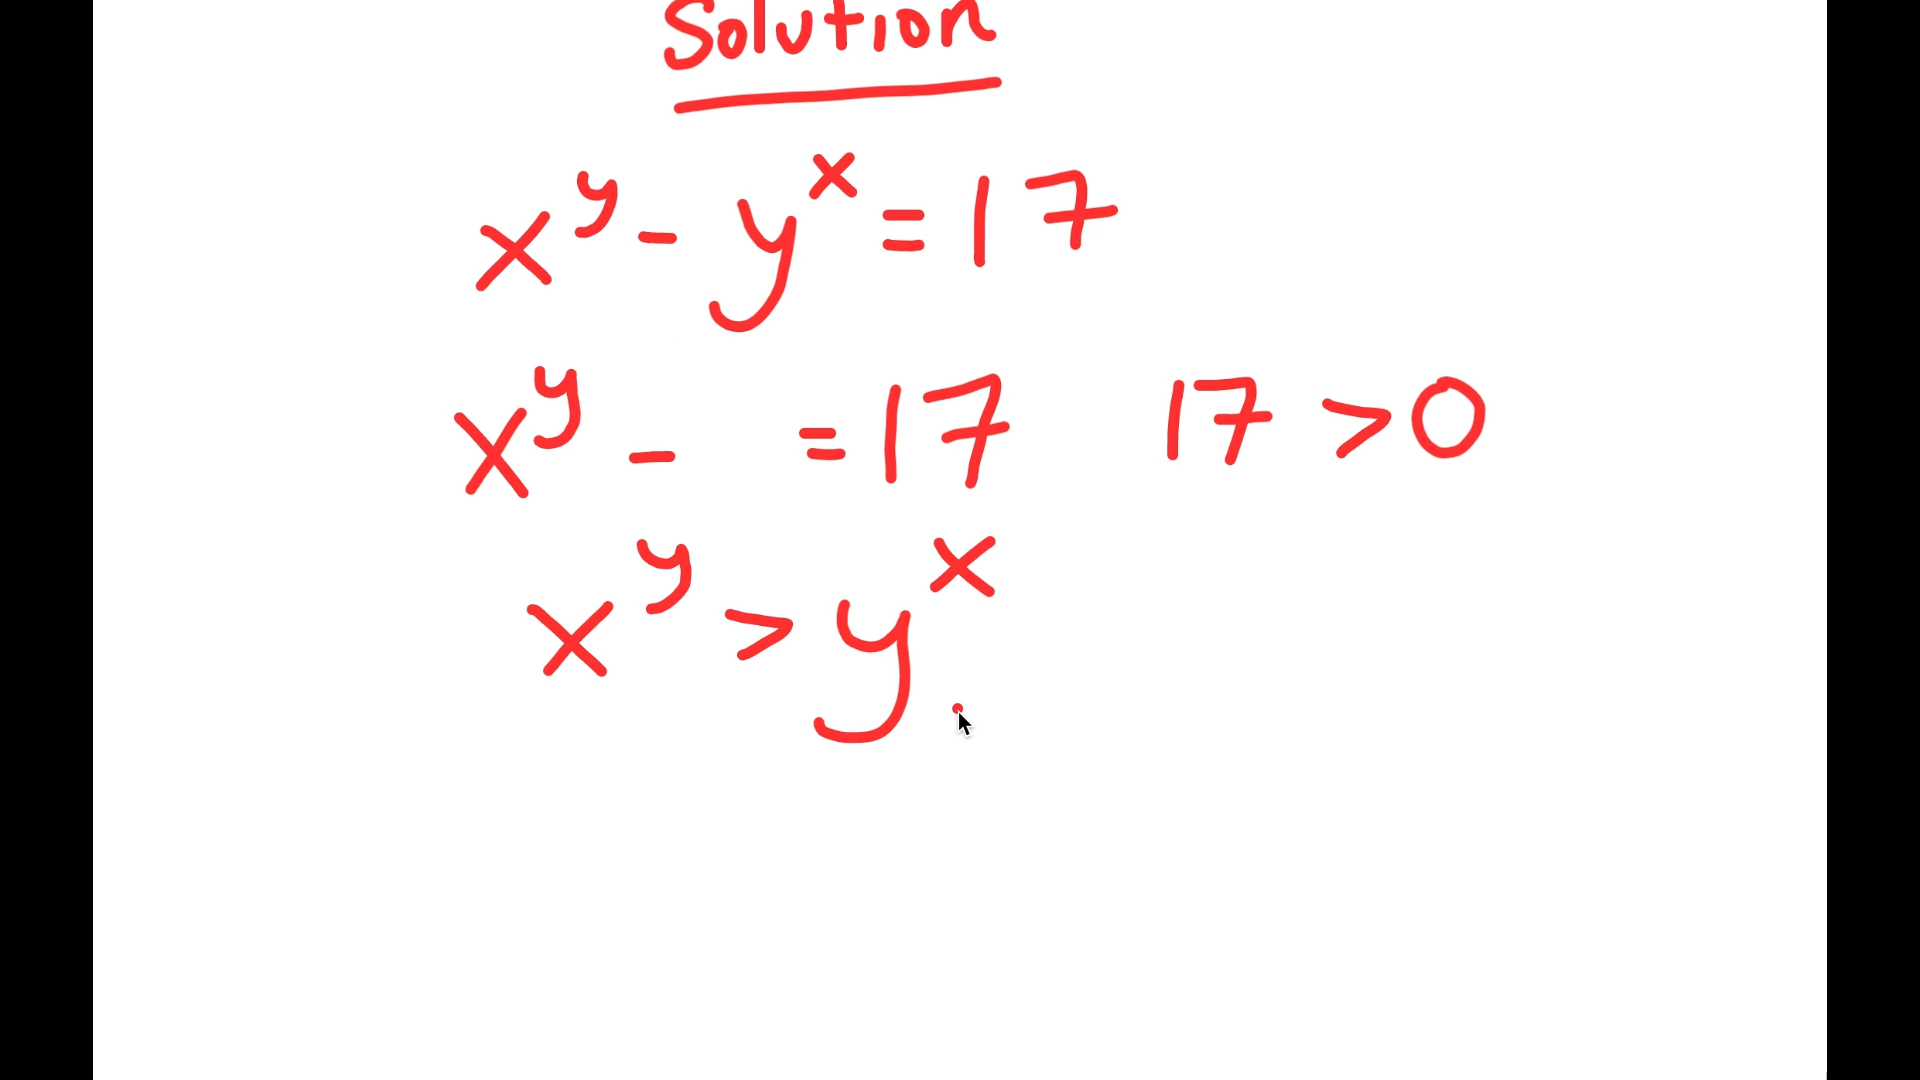 Solution
x^y - y^x = 17
x^y - = 17 17 > 0
x^y > y^x